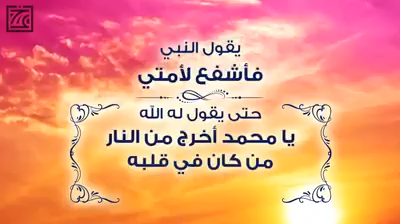 يقول النبي
فأشفع لأمتي
حتى يقول له الله
يا محمد أخرج من النار
من كان في قلبه